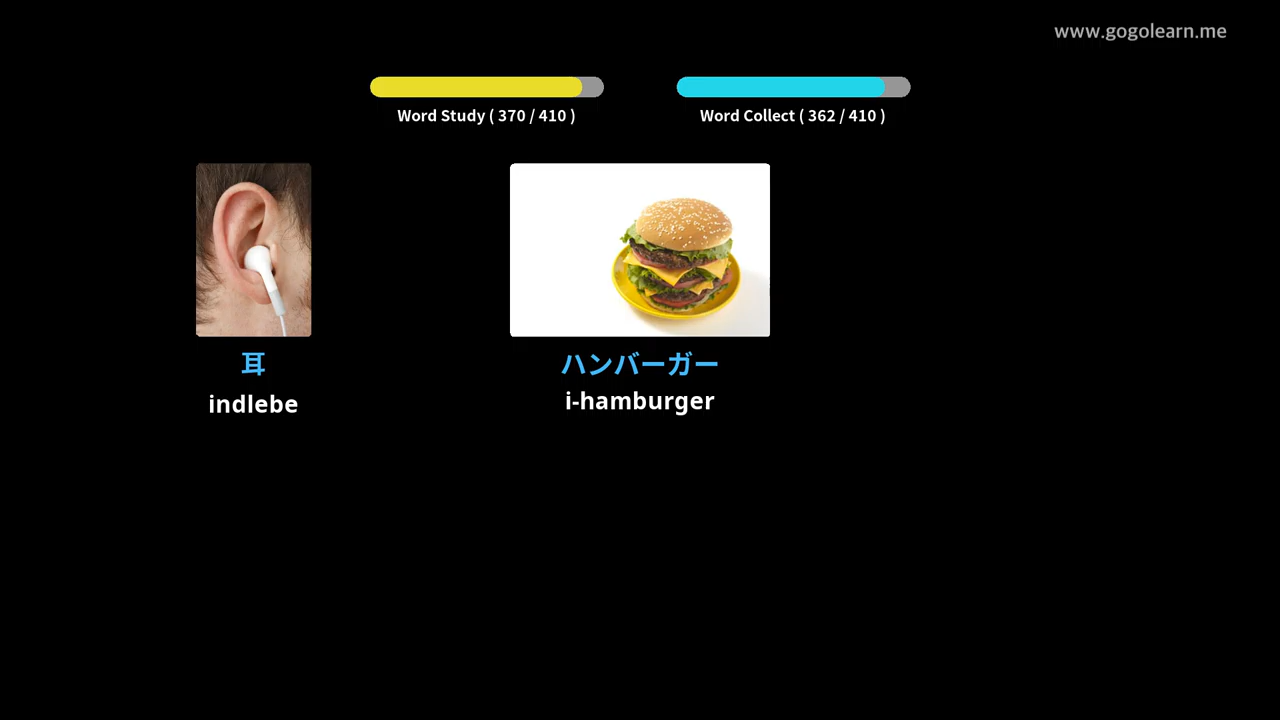 www.gogolearn.me
Word Study ( 370 / 410 )
Word Collect ( 362 / 410 )
耳
indlebe
ハンバーガー
i-hamburger